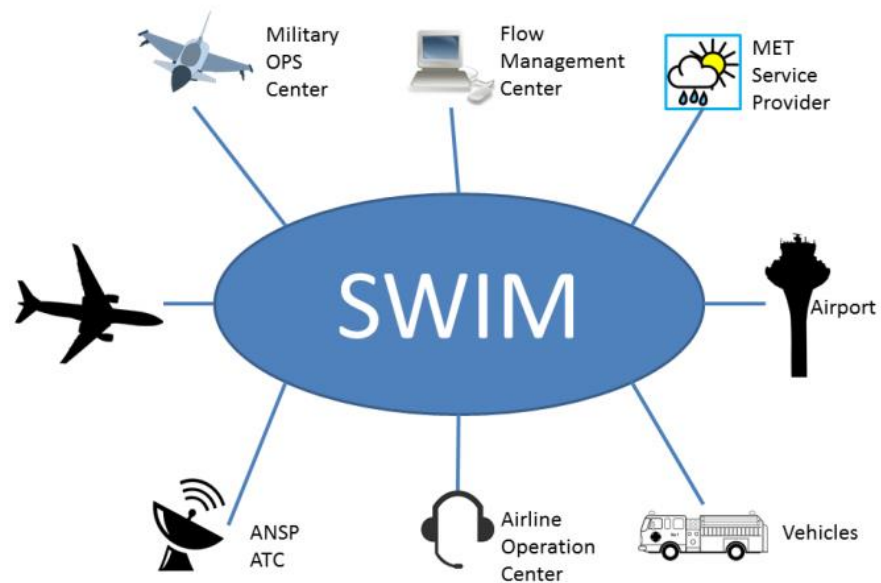 Military
OPS
Center
Flow
Management
Center
MET
Service
Provider
SWIM
Airport
ANSP
ATC
Airline
Operation
Center
Vehicles